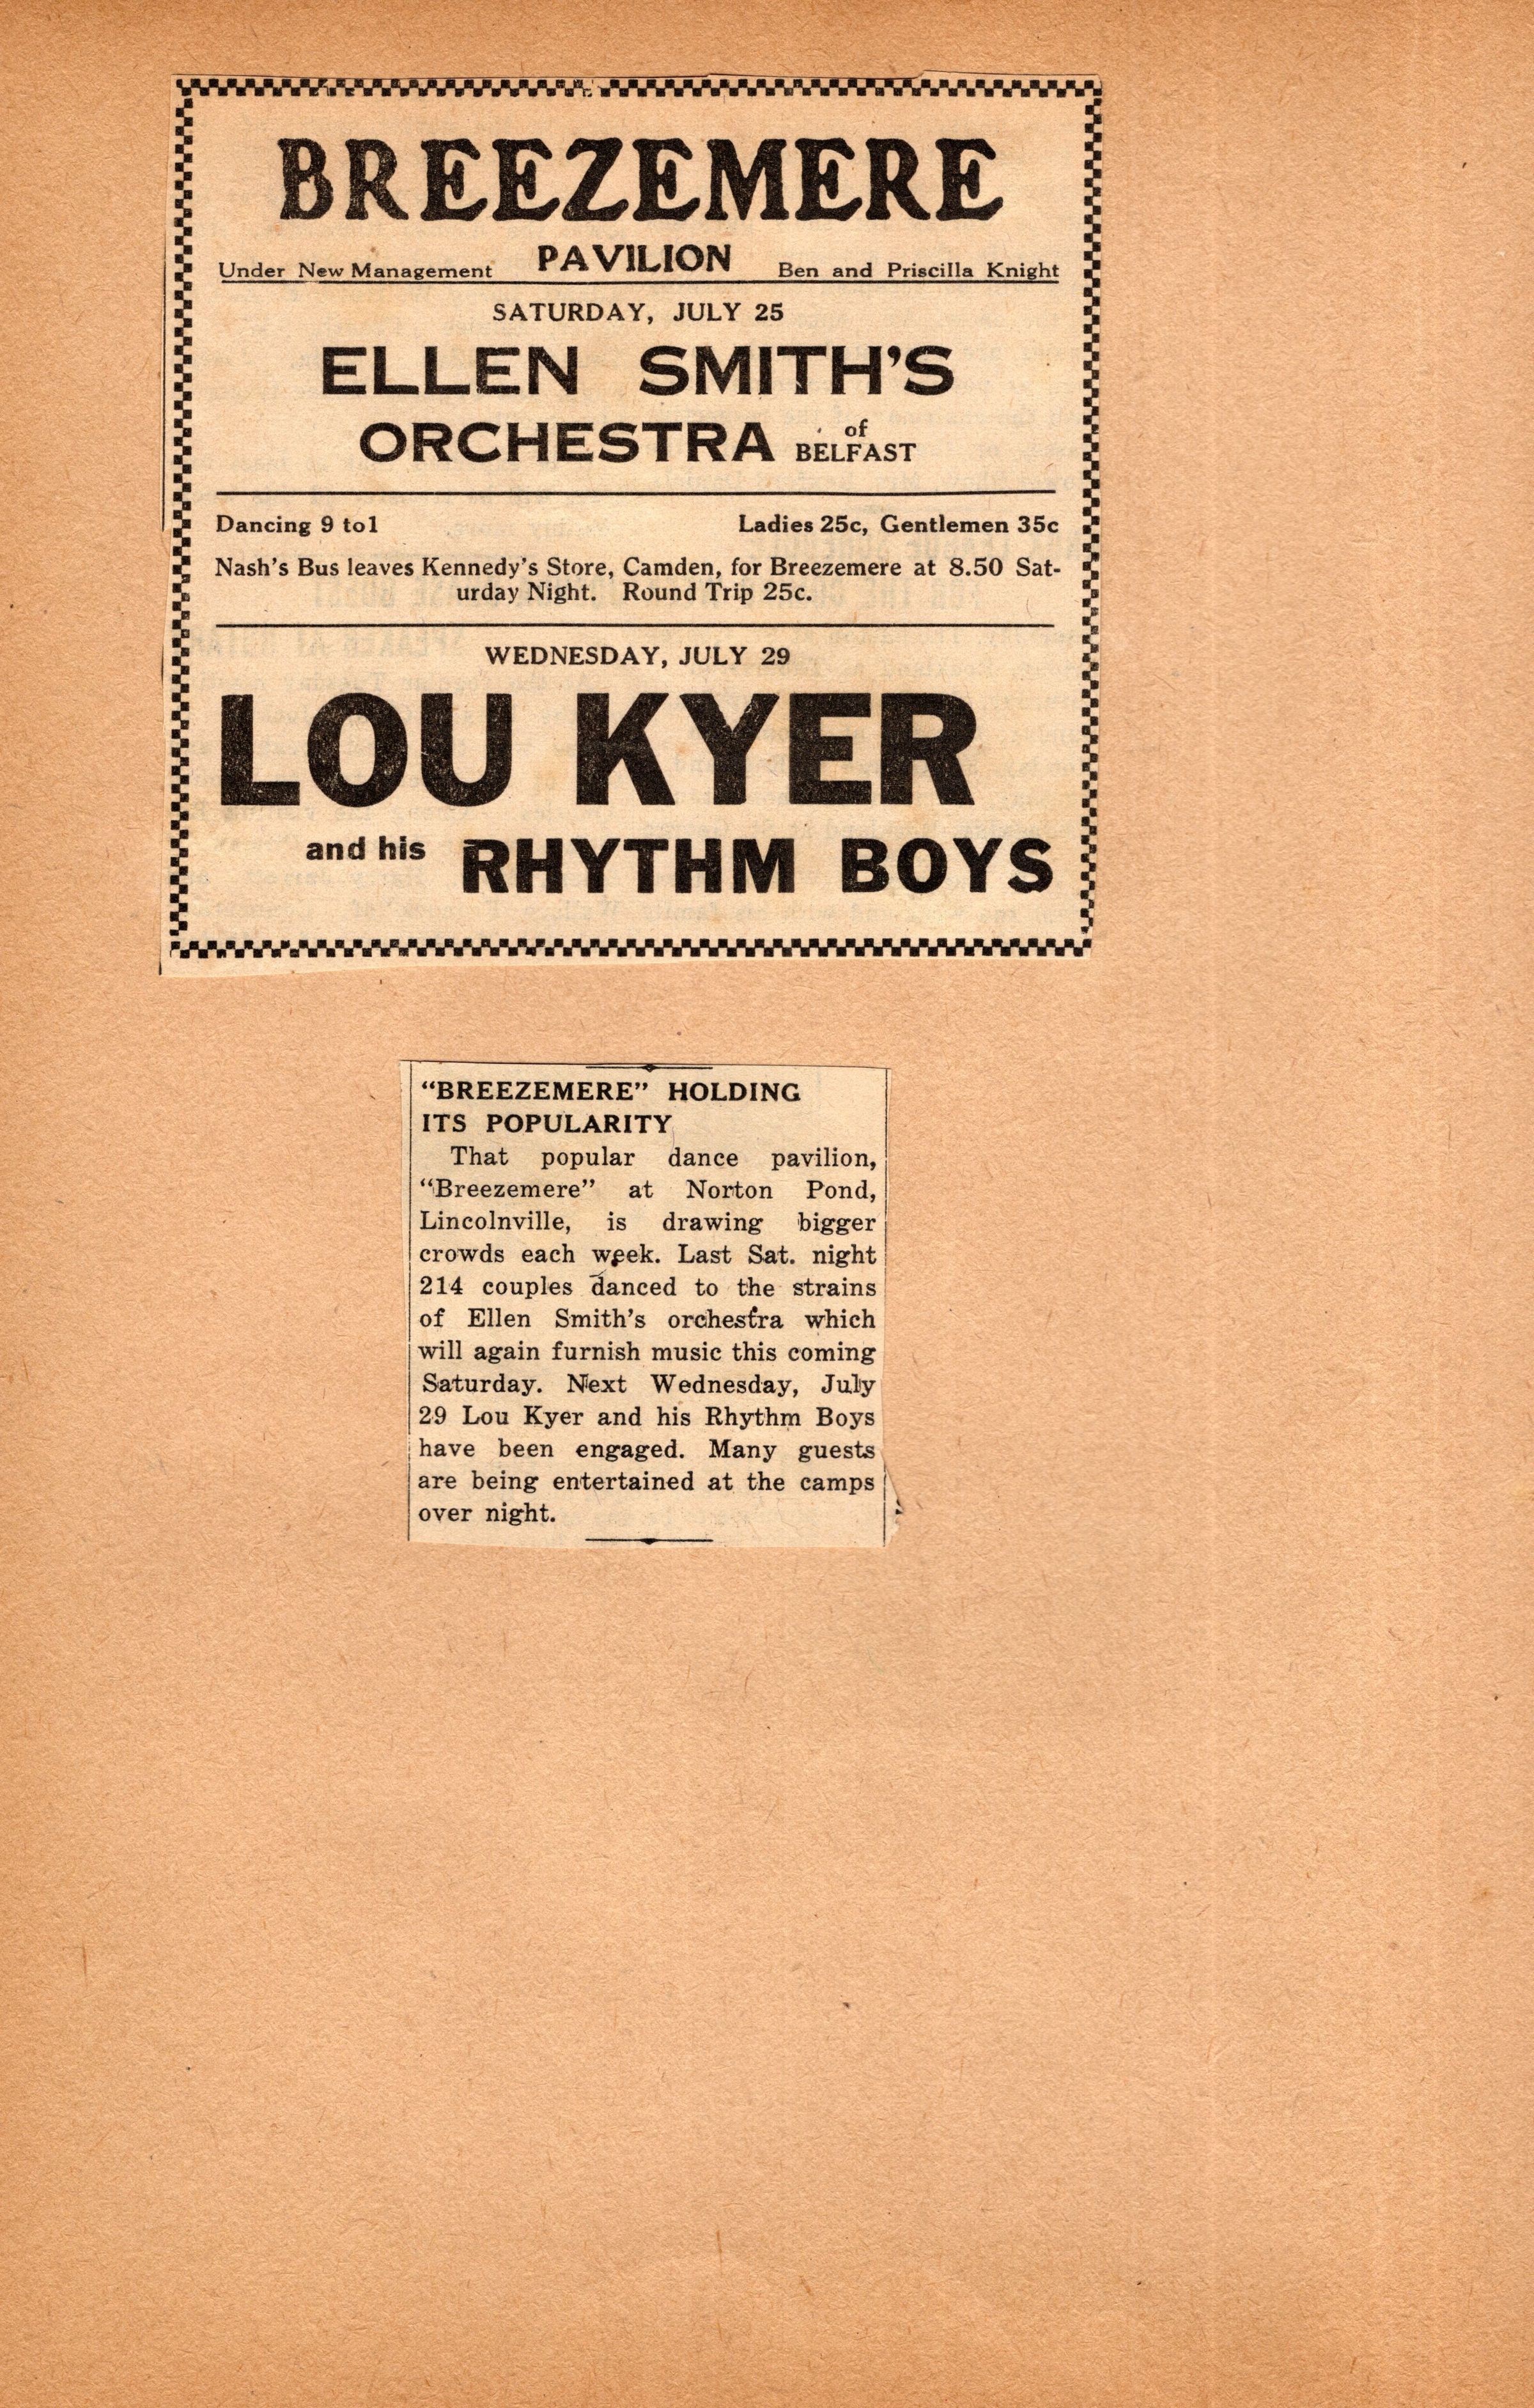 BREEZEMERE
Under New Management PAVILION Ben and Priscilla Knight
SATURDAY, JULY 25
ELLEN SMITH'S
ORCHESTRA of BELFAST
Dancing 9 to1 Ladies 25c, Gentlemen 35c
Nash's Bus leaves Kennedy's Store, Camden, for Breezemere at 8.50 Sat-
urday Night. Round Trip 25c.
WEDNESDAY, JULY 29
LOU KYER
and his RHYTHM BOYS
“BREEZEMERE” HOLDING
ITS POPULARITY
That popular dance pavilion,
“Breezemere” at Norton Pond,
Lincolnville, is drawing bigger
crowds each week. Last Sat. night
214 couples danced to the strains
of Ellen Smith's orchestra which
will again furnish music this coming
Saturday. Next Wednesday, July
29 Lou Kyer and his Rhythm Boys
have been engaged. Many guests
are being entertained at the camps
over night.